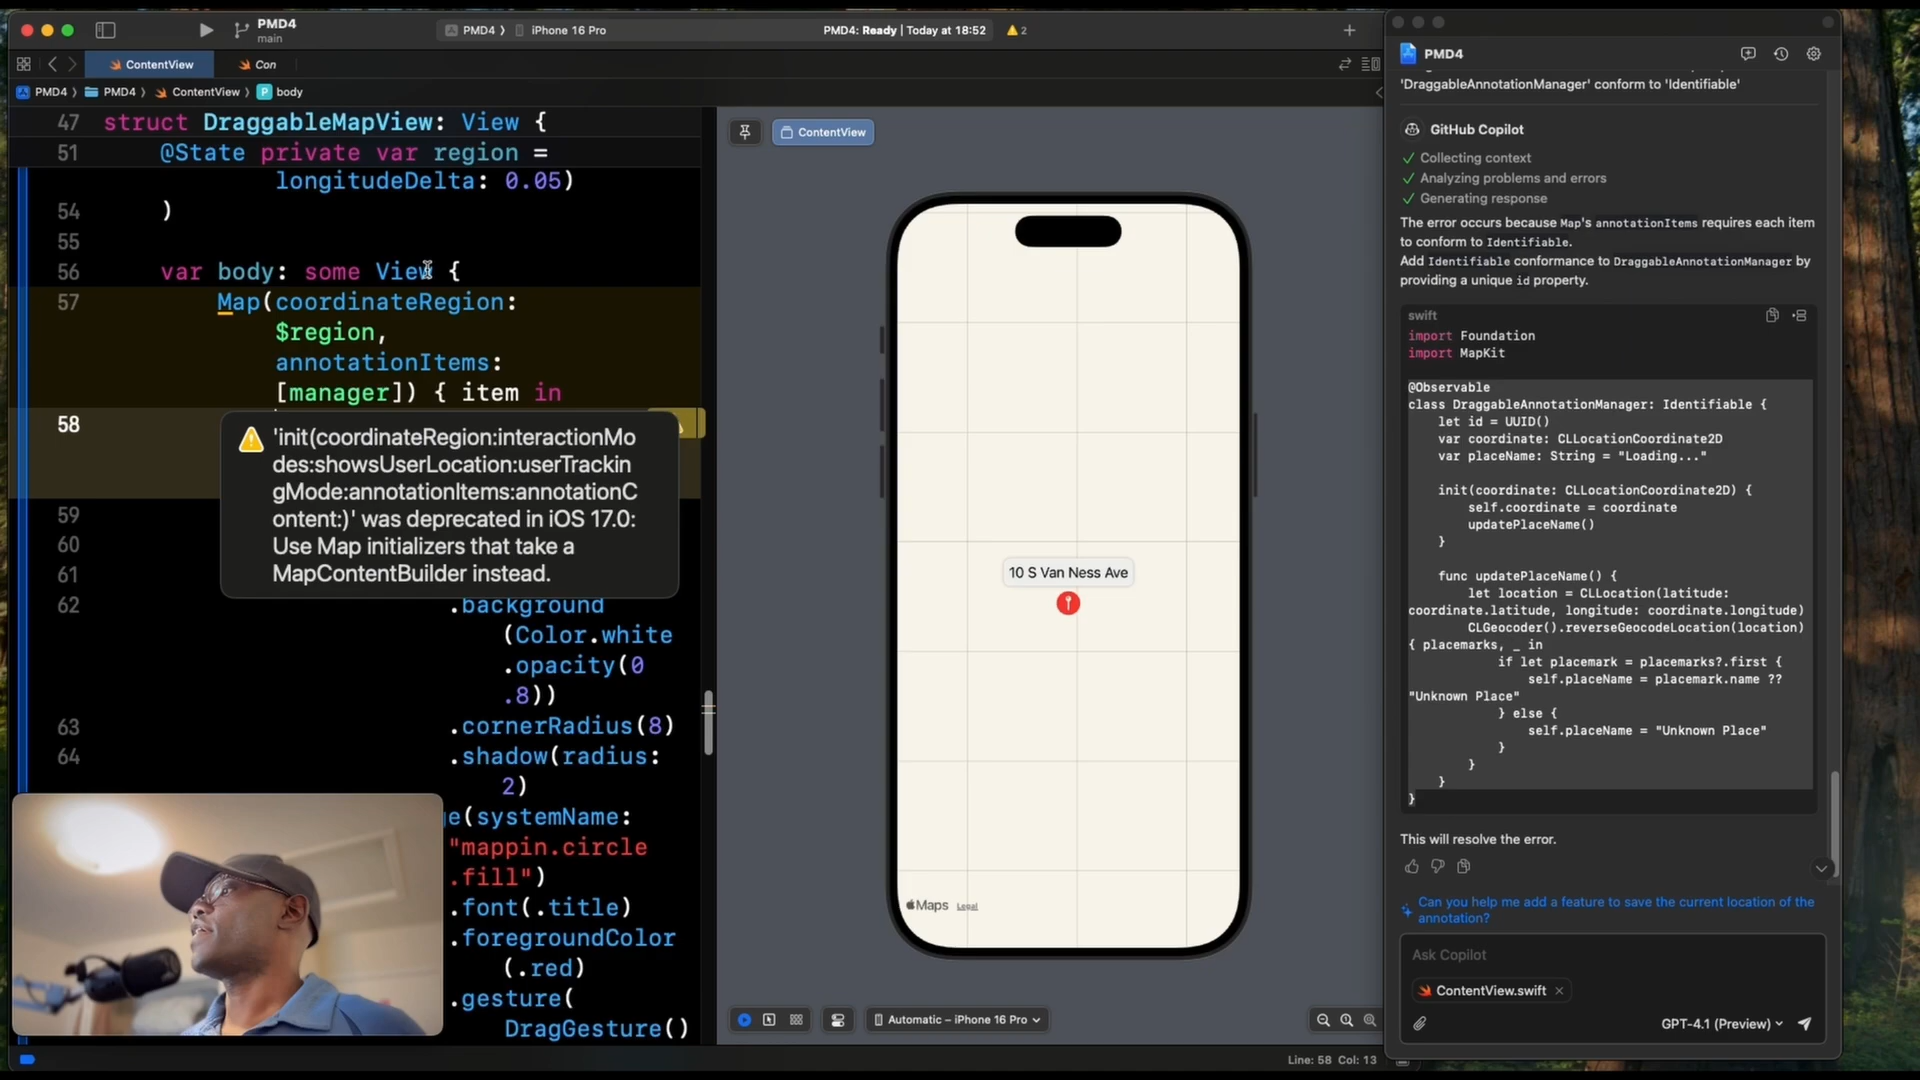 PMD4
main
PMD4 〉 iPhone 16 Pro
PMD4: Ready | Today at 18:52
2
ContentView
Con
PMD4 〉 PMD4 〉 ContentView 〉 P body
47 struct DraggableMapView: View {
51 @State private var region =
longitudeDelta: 0.05)
54 )
55
56 var body: some View {
57 Map(coordinateRegion:
$region,
annotationItems:
[manager]) { item in
58
'init(coordinateRegion:interactionMo
des:showsUserLocation:userTrackin
gMode:annotationItems:annotationC
ontent:)' was deprecated in iOS 17.0:
Use Map initializers that take a
MapContentBuilder instead.
59
60
61
62 .background
(Color.white
.opacity(0
.8))
63 .cornerRadius(8)
64 .shadow(radius:
2)
e(systemName:
"mappin.circle
.fill")
.font(.title)
.foregroundColor
(.red)
.gesture(
DragGesture()
ContentView
10 S Van Ness Ave
Maps Legal
Automatic – iPhone 16 Pro
Line: 58 Col: 13
PMD4
'DraggableAnnotationManager' conform to 'Identifiable'
GitHub Copilot
Collecting context
Analyzing problems and errors
Generating response
The error occurs because Map's annotationItems requires each item
to conform to Identifiable.
Add Identifiable conformance to DraggableAnnotationManager by
providing a unique id property.
swift
import Foundation
import MapKit
@Observable
class DraggableAnnotationManager: Identifiable {
let id = UUID()
var coordinate: CLLocationCoordinate2D
var placeName: String = "Loading..."
init(coordinate: CLLocationCoordinate2D) {
self.coordinate = coordinate
updatePlaceName()
}
func updatePlaceName() {
let location = CLLocation(latitude:
coordinate.latitude, longitude: coordinate.longitude)
CLGeocoder().reverseGeocodeLocation(location)
{ placemarks, _ in
if let placemark = placemarks?.first {
self.placeName = placemark.name ??
"Unknown Place"
} else {
self.placeName = "Unknown Place"
}
}
}
}
This will resolve the error.
Can you help me add a feature to save the current location of the
annotation?
Ask Copilot
ContentView.swift
GPT-4.1 (Preview)